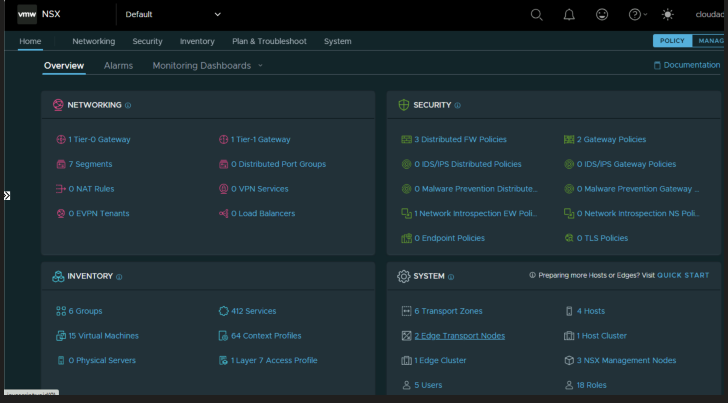 vmw NSX Default cloudad
Home Networking Security Inventory Plan & Troubleshoot System POLICY MANAG
Overview Alarms Monitoring Dashboards Documentation
NETWORKING
1 Tier-0 Gateway 1 Tier-1 Gateway
7 Segments 0 Distributed Port Groups
0 NAT Rules 0 VPN Services
0 EVPN Tenants 0 Load Balancers
SECURITY
3 Distributed FW Policies 2 Gateway Policies
0 IDS/IPS Distributed Policies 0 IDS/IPS Gateway Policies
0 Malware Prevention Distribute... 0 Malware Prevention Gateway ...
1 Network Introspection EW Poli... 0 Network Introspection NS Poli...
0 Endpoint Policies 0 TLS Policies
INVENTORY
6 Groups 412 Services
15 Virtual Machines 64 Context Profiles
0 Physical Servers 1 Layer 7 Access Profile
SYSTEM Preparing more Hosts or Edges? Visit QUICK START
6 Transport Zones 4 Hosts
2 Edge Transport Nodes 1 Host Cluster
1 Edge Cluster 3 NSX Management Nodes
5 Users 18 Roles